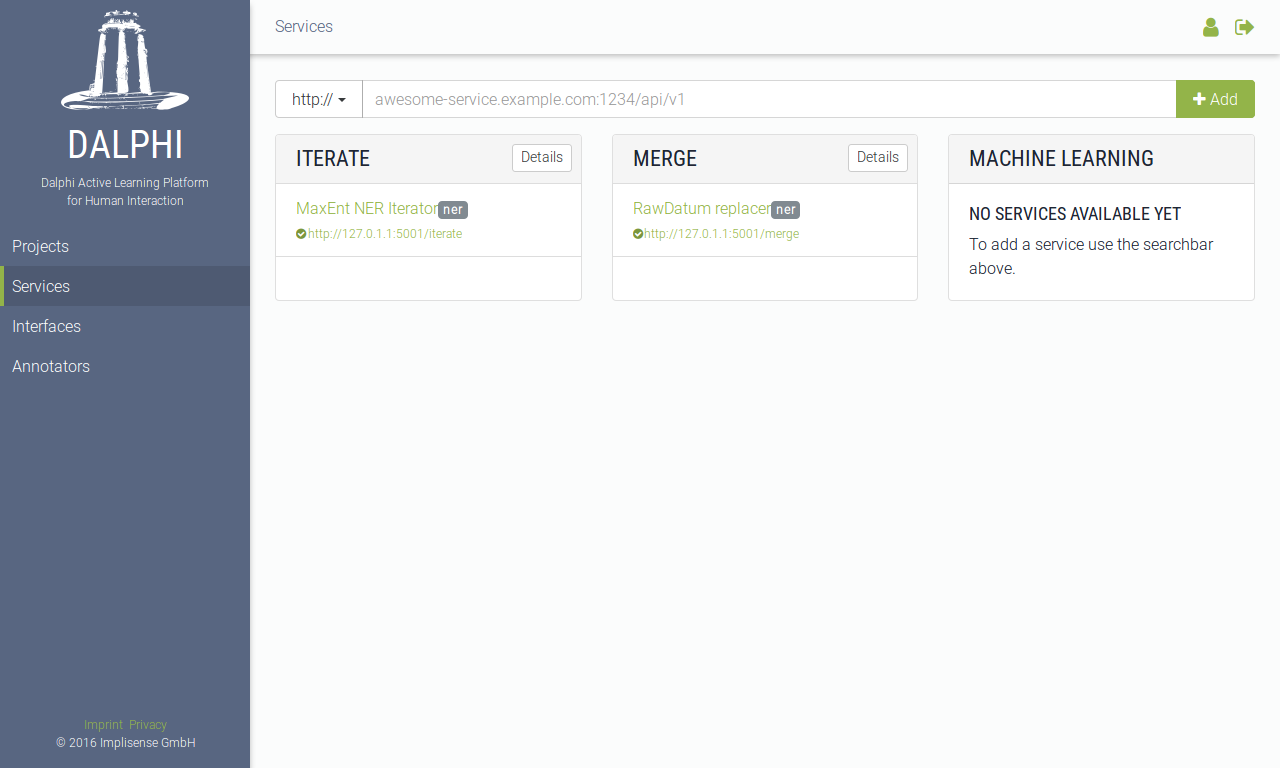 DALPHI
Dalphi Active Learning Platform
for Human Interaction
Projects
Services
Interfaces
Annotators
Imprint Privacy
© 2016 Implisense GmbH
Services
http://
awesome-service.example.com:1234/api/v1
Add
ITERATE
Details
MaxEnt NER Iterator ner
http://127.0.1.1:5001/iterate
MERGE
Details
RawDatum replacer ner
http://127.0.1.1:5001/merge
MACHINE LEARNING
NO SERVICES AVAILABLE YET
To add a service use the searchbar
above.